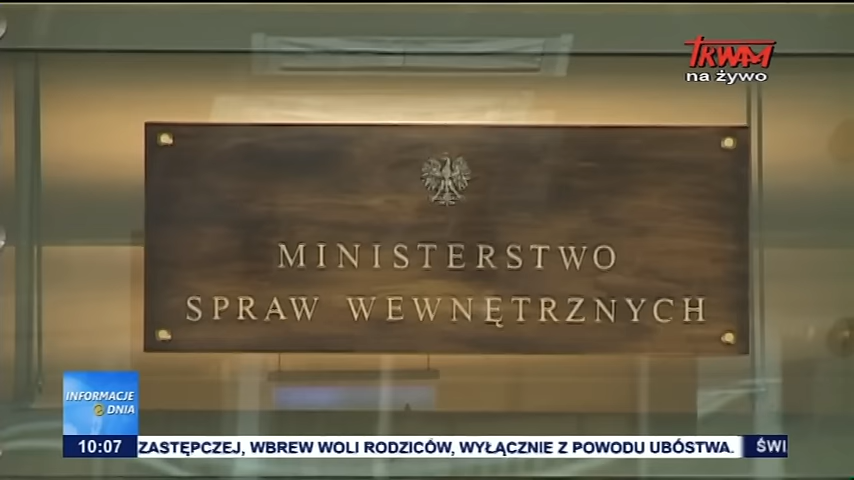 TRWAM
na żywo
MINISTERSTWO
SPRAW WEWNĘTRZNYCH
INFORMACJE
DNIA
10:07 ZASTĘPCZEJ, WBREW WOLI RODZICÓW, WYŁĄCZNIE Z POWODU UBÓSTWA. ŚWI